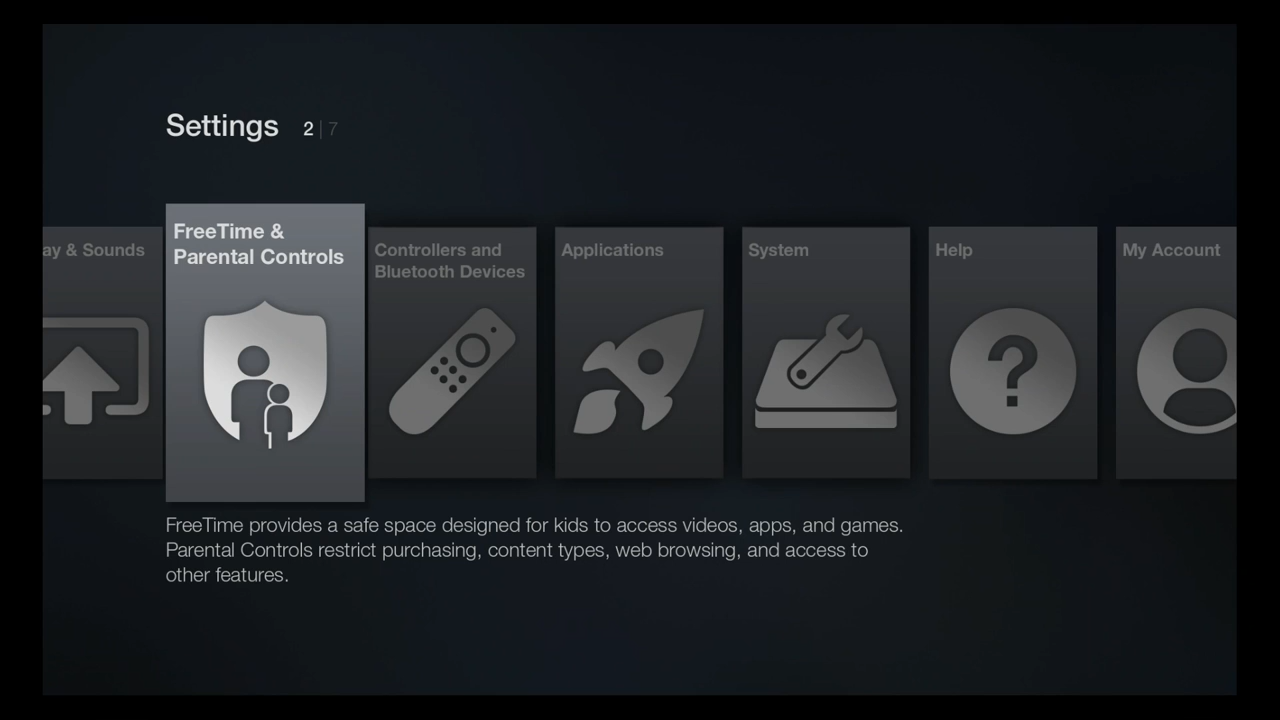 Settings 2 | 7
ay & Sounds
FreeTime &
Parental Controls
Controllers and
Bluetooth Devices
Applications
System
Help
My Account
FreeTime provides a safe space designed for kids to access videos, apps, and games.
Parental Controls restrict purchasing, content types, web browsing, and access to
other features.